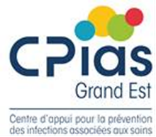 CPias
Grand Est
Centre d'appui pour la prévention
des infections associées aux soins